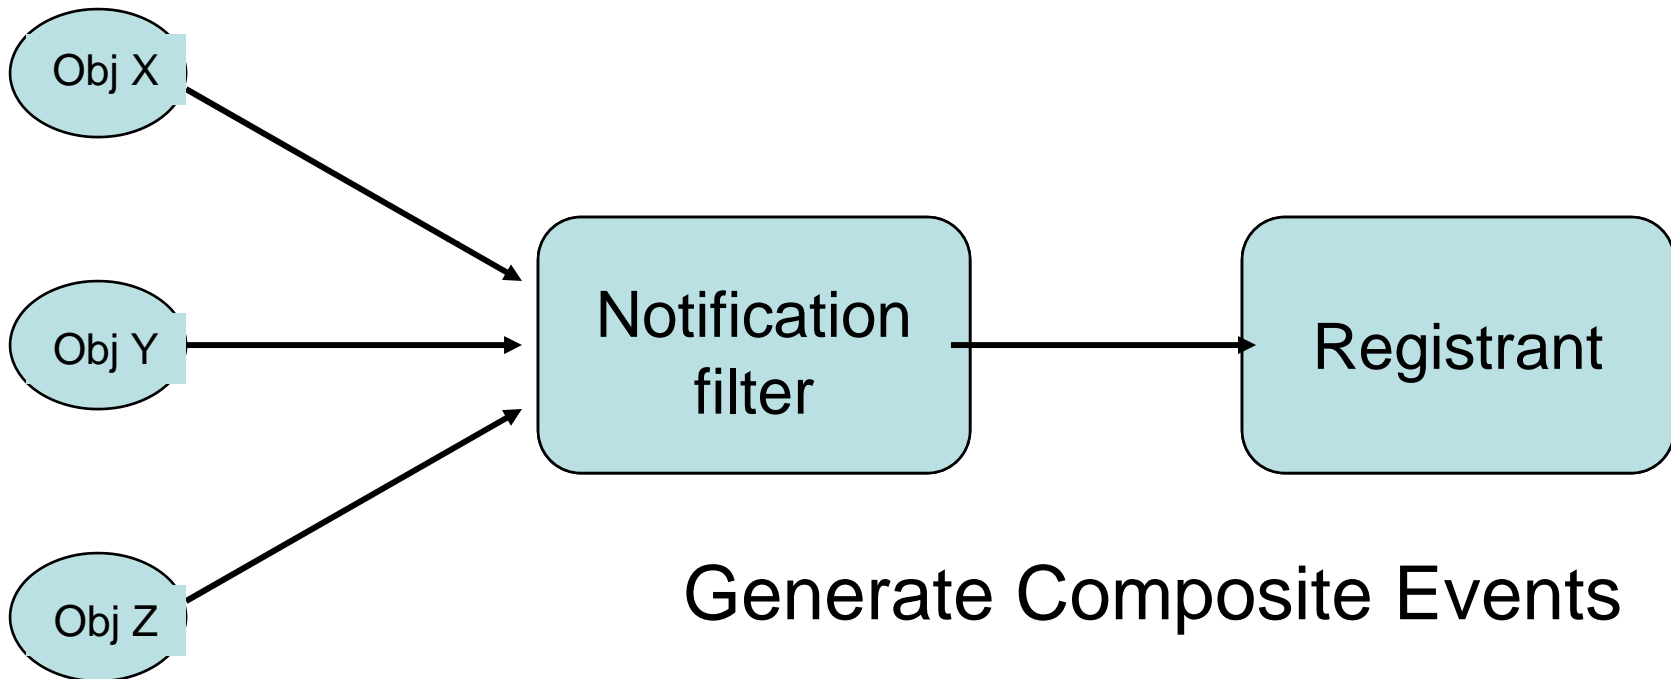 Obj X
Obj Y
Obj Z
Notification
filter
Registrant
Generate Composite Events